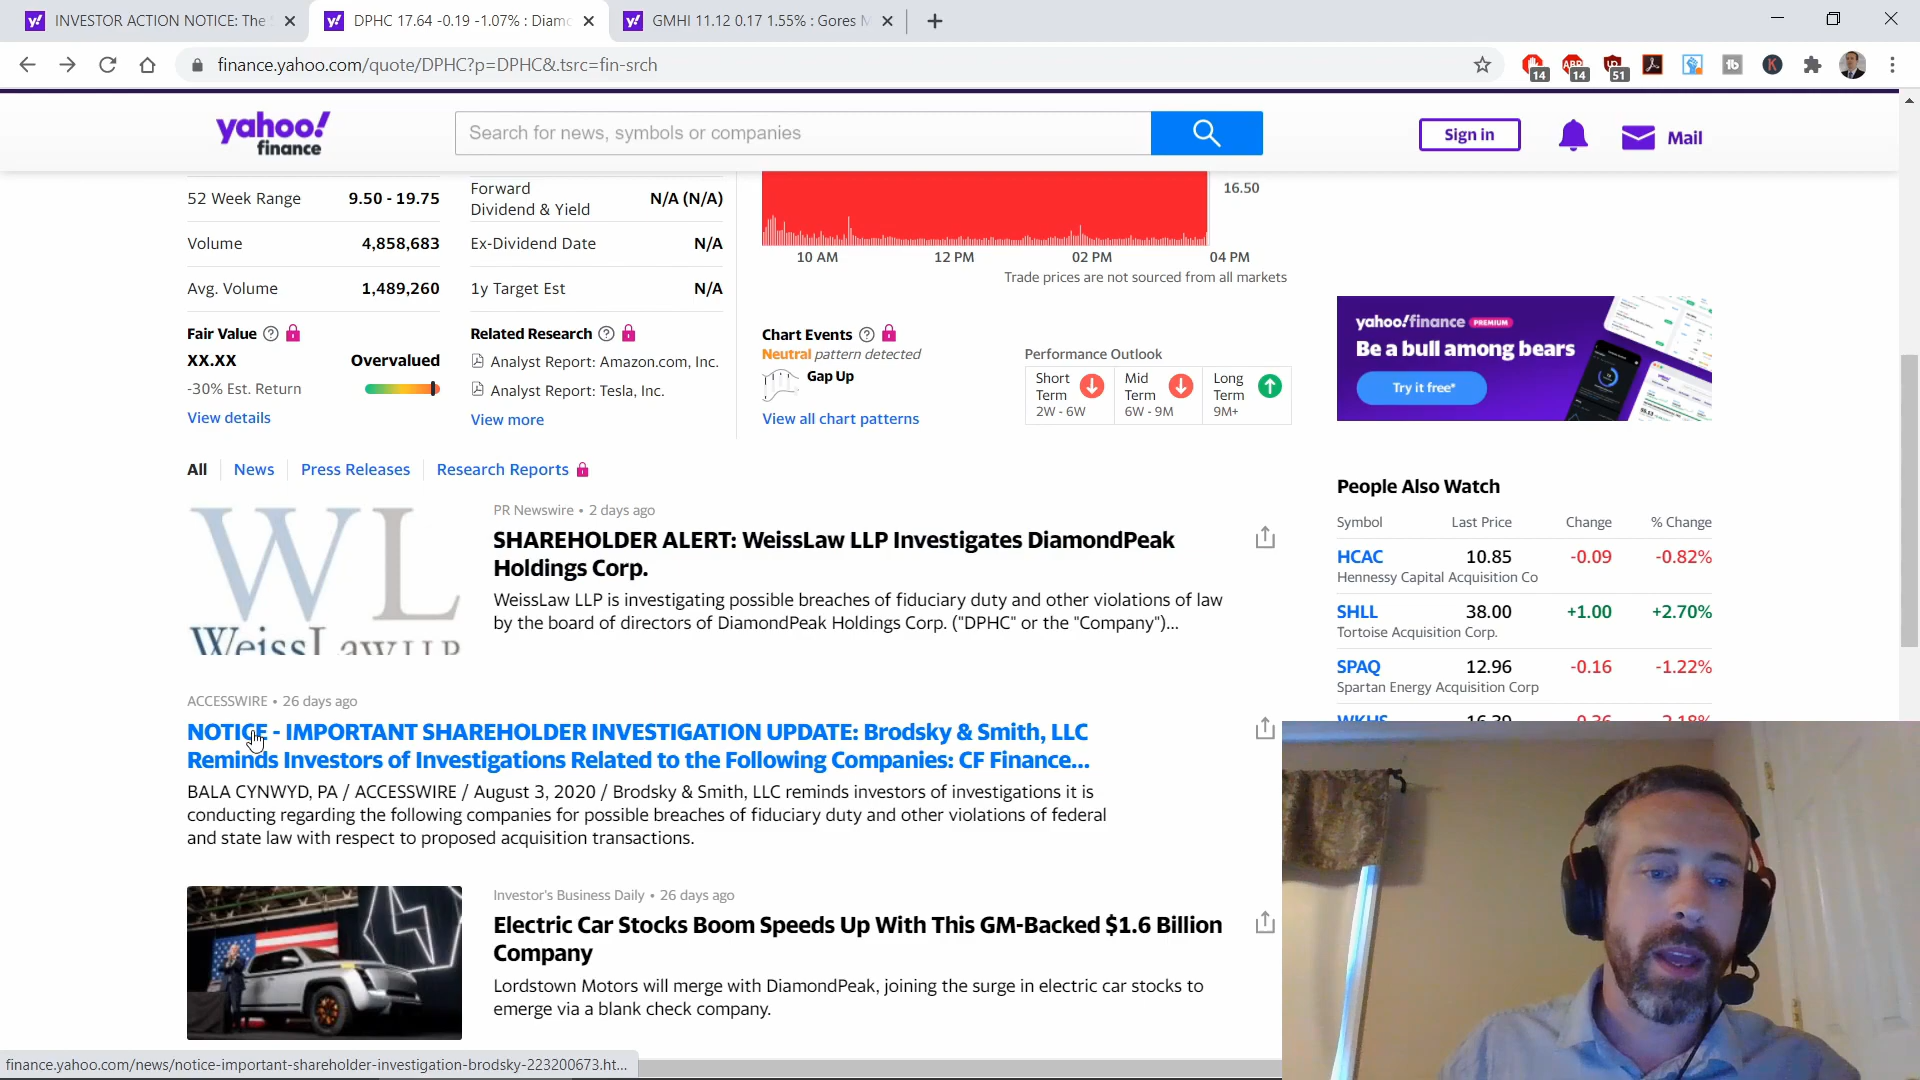 INVESTOR ACTION NOTICE: The
DPHC 17.64 -0.19 -1.07% : Diamo
GMHI 11.12 0.17 1.55% : Gores M
finance.yahoo.com/quote/DPHC?p=DPHC&.tsrc=fin-srch
14
14
51
tb
K
yahoo!
finance
Search for news, symbols or companies
Sign in
Mail
52 Week Range 9.50 - 19.75
Volume 4,858,683
Avg. Volume 1,489,260
Forward
Dividend & Yield N/A (N/A)
Ex-Dividend Date N/A
1y Target Est N/A
16.50
10 AM 12 PM 02 PM 04 PM
Trade prices are not sourced from all markets
Fair Value
XX.XX Overvalued
-30% Est. Return
View details
Related Research
Analyst Report: Amazon.com, Inc.
Analyst Report: Tesla, Inc.
View more
Chart Events
Neutral pattern detected
Gap Up
View all chart patterns
Performance Outlook
Short
Term
2W - 6W
Mid
Term
6W - 9M
Long
Term
9M+
yahoo!finance PREMIUM
Be a bull among bears
Try it free*
All News Press Releases Research Reports
WL
WeissLawLLP
PR Newswire • 2 days ago
SHAREHOLDER ALERT: WeissLaw LLP Investigates DiamondPeak
Holdings Corp.
WeissLaw LLP is investigating possible breaches of fiduciary duty and other violations of law
by the board of directors of DiamondPeak Holdings Corp. ("DPHC" or the "Company")...
ACCESSWIRE • 26 days ago
NOTICE - IMPORTANT SHAREHOLDER INVESTIGATION UPDATE: Brodsky & Smith, LLC
Reminds Investors of Investigations Related to the Following Companies: CF Finance...
BALA CYNWYD, PA / ACCESSWIRE / August 3, 2020 / Brodsky & Smith, LLC reminds investors of investigations it is
conducting regarding the following companies for possible breaches of fiduciary duty and other violations of federal
and state law with respect to proposed acquisition transactions.
Investor's Business Daily • 26 days ago
Electric Car Stocks Boom Speeds Up With This GM-Backed $1.6 Billion
Company
Lordstown Motors will merge with DiamondPeak, joining the surge in electric car stocks to
emerge via a blank check company.
People Also Watch
Symbol Last Price Change % Change
HCAC 10.85 -0.09 -0.82%
Hennessy Capital Acquisition Co
SHLL 38.00 +1.00 +2.70%
Tortoise Acquisition Corp.
SPAQ 12.96 -0.16 -1.22%
Spartan Energy Acquisition Corp
WKHS 16.39 -0.36 -2.18%
finance.yahoo.com/news/notice-important-shareholder-investigation-brodsky-223200673.ht...